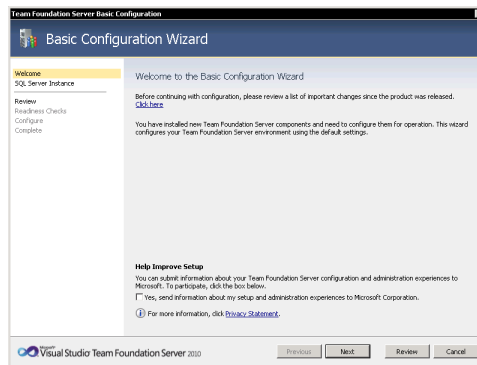 Team Foundation Server Basic Configuration
Basic Configuration Wizard
Welcome
SQL Server Instance
Review
Readiness Checks
Configure
Complete
Welcome to the Basic Configuration Wizard
Before continuing with configuration, please review a list of important changes since the product was released.
Click here
You have installed new Team Foundation Server components and need to configure them for operation. This wizard
configures your Team Foundation Server environment using the default settings.
Help Improve Setup
You can submit information about your Team Foundation Server configuration and administration experiences to
Microsoft. To participate, click the box below.
Yes, send information about my setup and administration experiences to Microsoft Corporation.
For more information, click Privacy Statement.
Microsoft
Visual Studio Team Foundation Server 2010
Previous
Next
Review
Cancel